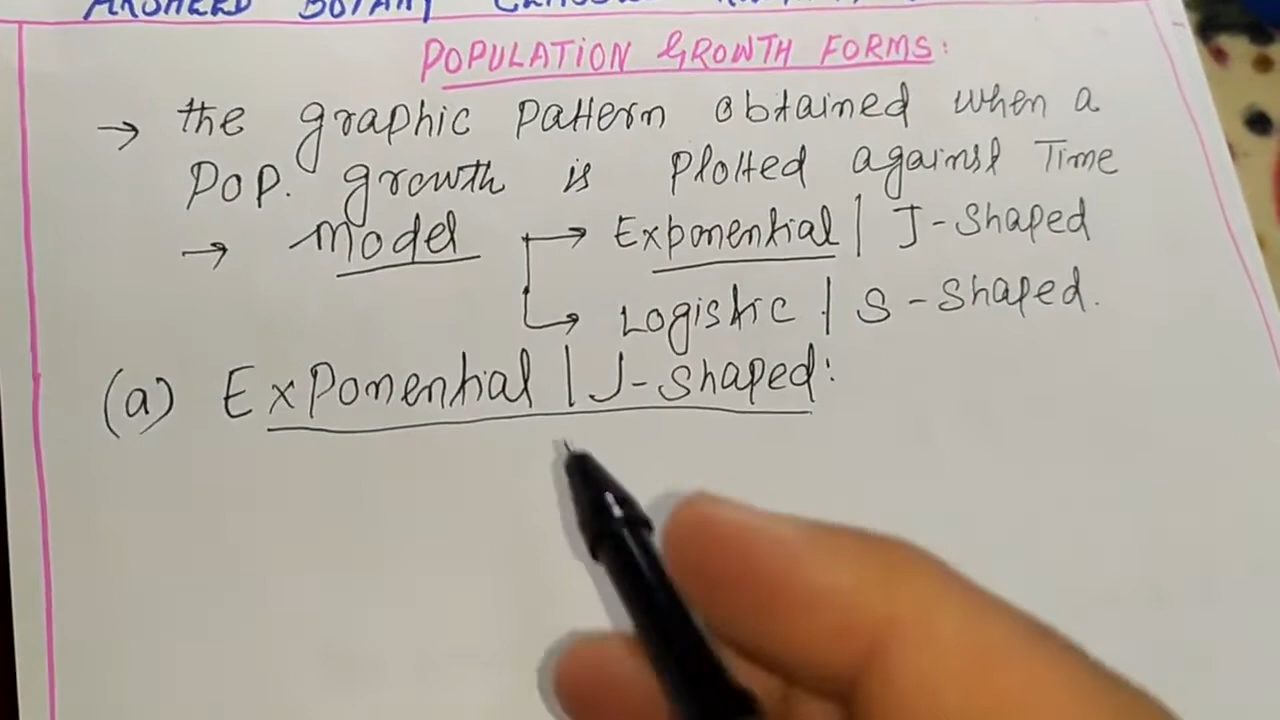 BOTANY
POPULATION GROWTH FORMS:
→ the graphic pattern obtained when a
Pop. growth is plotted against Time
→ Model → Exponential | J-Shaped
→ Logistic | S-Shaped.
(a) Exponential | J-Shaped: